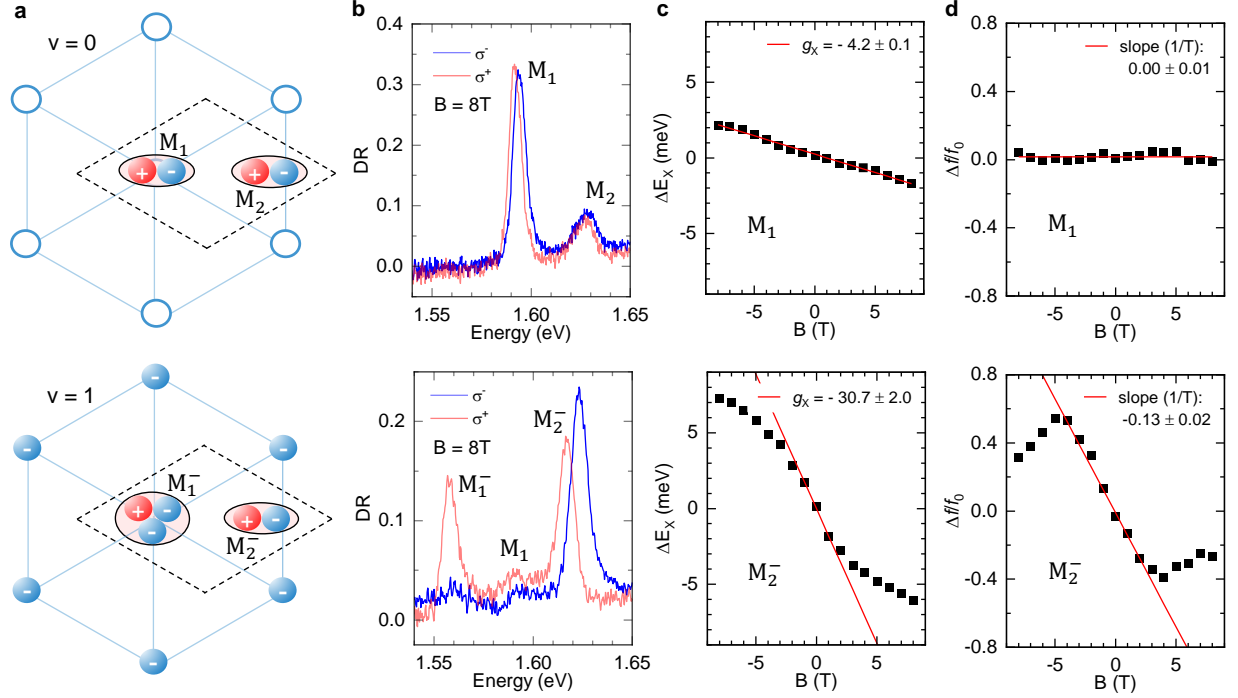 a
b
c
d
ν = 0
M₁
M₂
+
-
+
-
σ⁻
σ⁺
B = 8T
M₁
M₂
DR
0.0
0.1
0.2
0.3
0.4
1.55
1.60
1.65
Energy (eV)
gX = - 4.2 ± 0.1
M₁
ΔEX (meV)
5
0
-5
-5
0
5
B (T)
slope (1/T):
0.00 ± 0.01
M₁
Δf/f₀
0.8
0.4
0.0
-0.4
-0.8
-5
0
5
B (T)
ν = 1
M₁⁻
M₂⁻
+
-
-
+
-
-
-
-
-
-
-
σ⁻
σ⁺
B = 8T
M₁⁻
M₁
M₂⁻
DR
0.0
0.1
0.2
1.55
1.60
1.65
Energy (eV)
gX = - 30.7 ± 2.0
M₂⁻
ΔEX (meV)
5
0
-5
-5
0
5
B (T)
slope (1/T):
-0.13 ± 0.02
M₂⁻
Δf/f₀
0.8
0.4
0.0
-0.4
-0.8
-5
0
5
B (T)